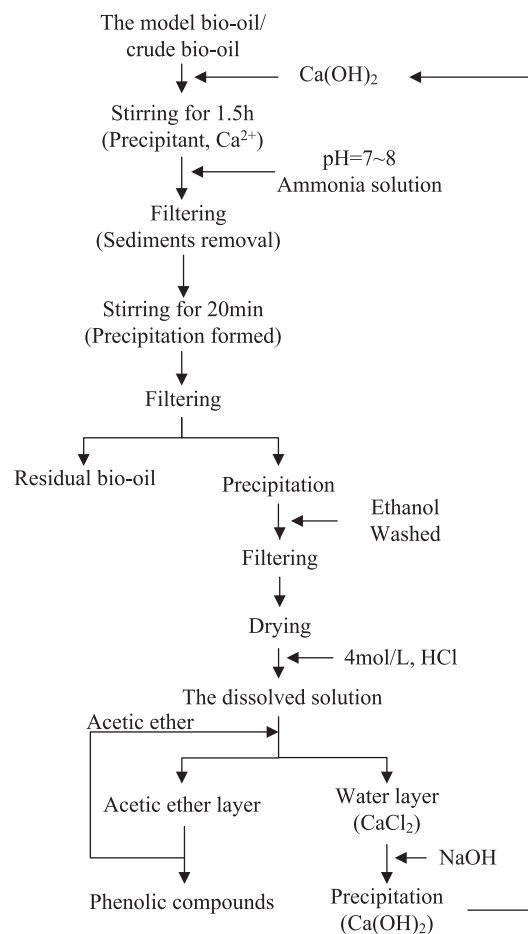 The model bio-oil/
crude bio-oil
Ca(OH)₂
Stirring for 1.5h
(Precipitant, Ca²⁺)
pH=7~8
Ammonia solution
Filtering
(Sediments removal)
Stirring for 20min
(Precipitation formed)
Filtering
Residual bio-oil
Precipitation
Ethanol
Washed
Filtering
Drying
4mol/L, HCl
The dissolved solution
Acetic ether
Acetic ether layer
Water layer
(CaCl₂)
NaOH
Phenolic compounds
Precipitation
(Ca(OH)₂)